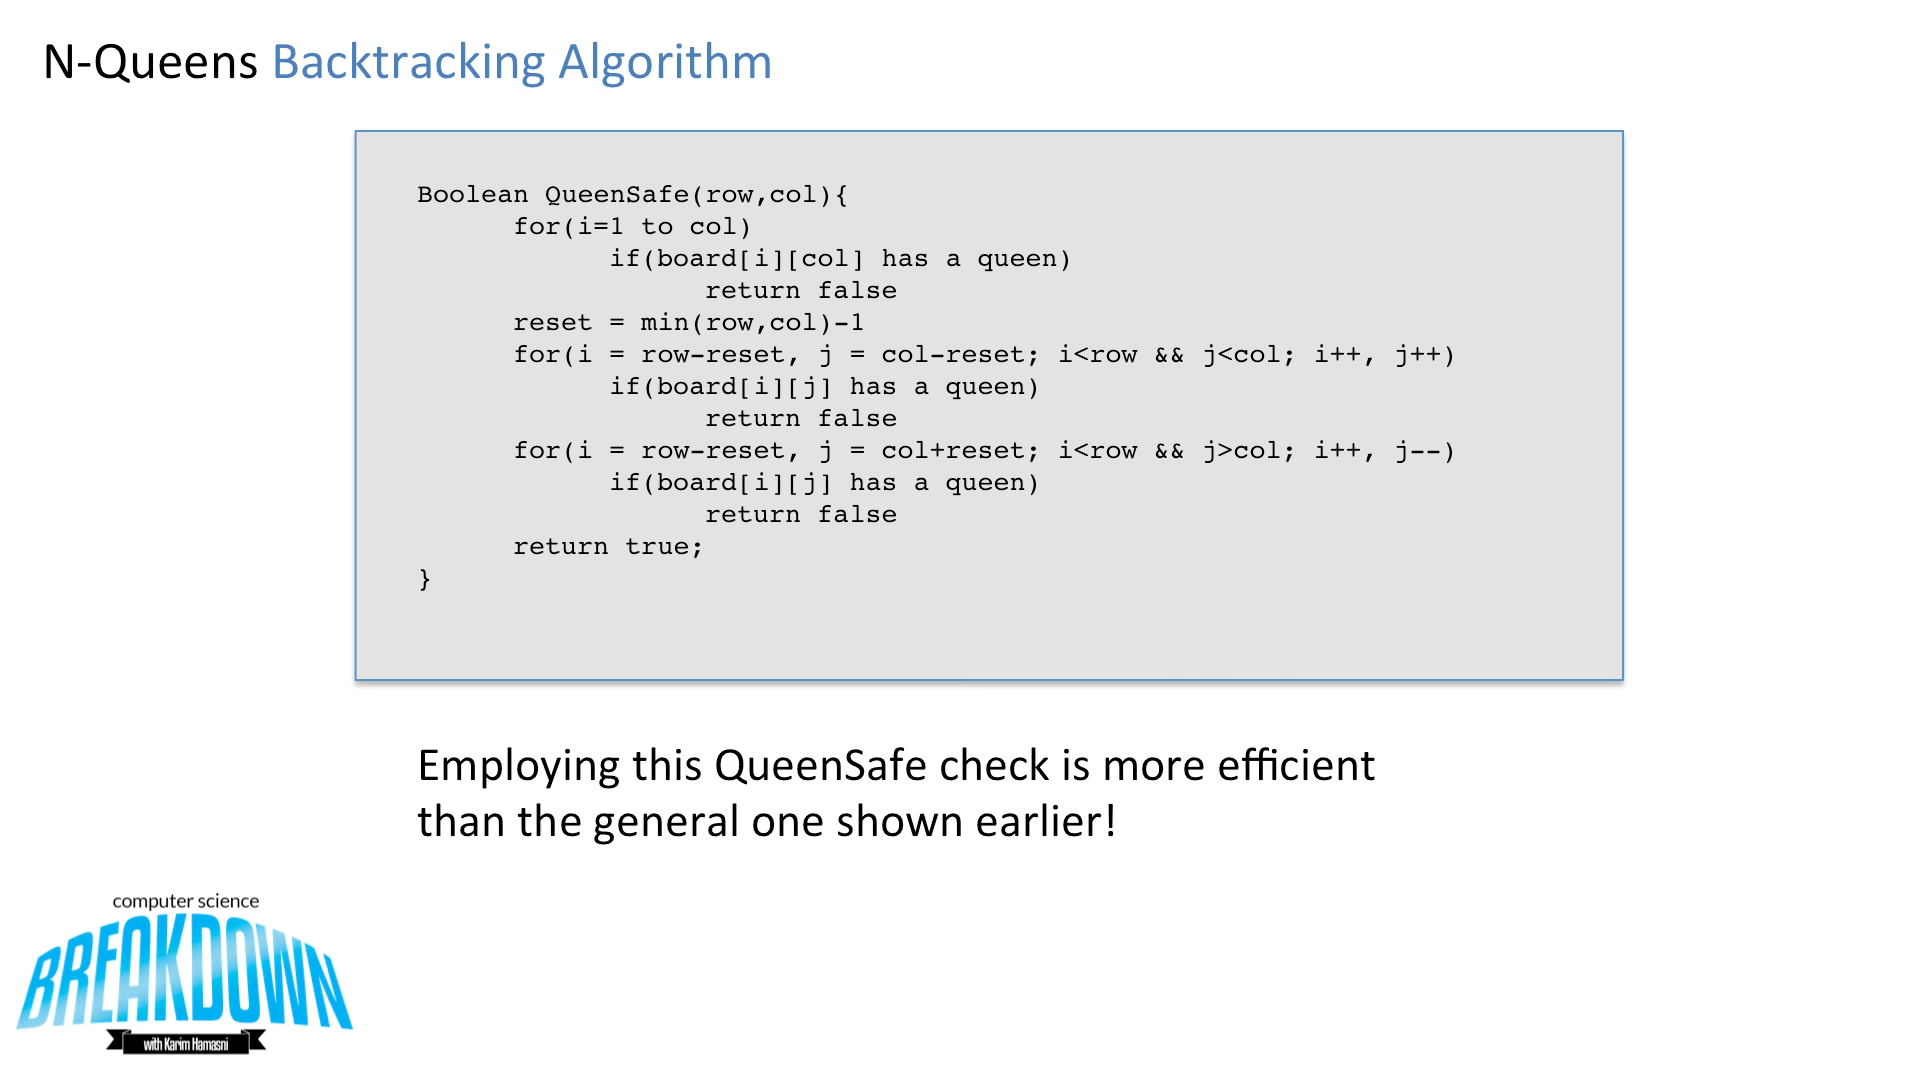 N-Queens Backtracking Algorithm
Boolean QueenSafe(row,col){
for(i=1 to col)
if(board[i][col] has a queen)
return false
reset = min(row,col)-1
for(i = row-reset, j = col-reset; i<row && j<col; i++, j++)
if(board[i][j] has a queen)
return false
for(i = row-reset, j = col+reset; i<row && j>col; i++, j--)
if(board[i][j] has a queen)
return false
return true;
}
Employing this QueenSafe check is more efficient
than the general one shown earlier!
computer science
BREAKDOWN
with Karim Hamasni